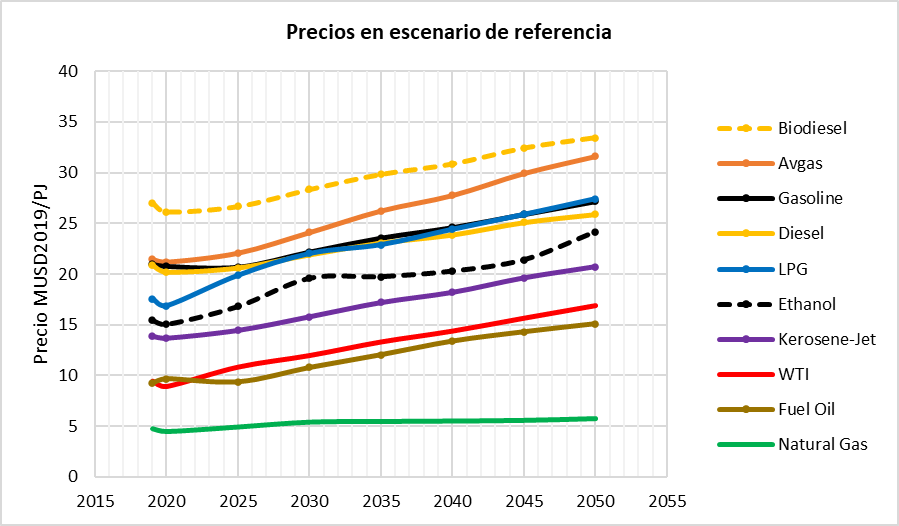 Precios en escenario de referencia
Precio MUSD2019/PJ
40
35
30
25
20
15
10
5
0
2015 2020 2025 2030 2035 2040 2045 2050 2055
Biodiesel
Avgas
Gasoline
Diesel
LPG
Ethanol
Kerosene-Jet
WTI
Fuel Oil
Natural Gas